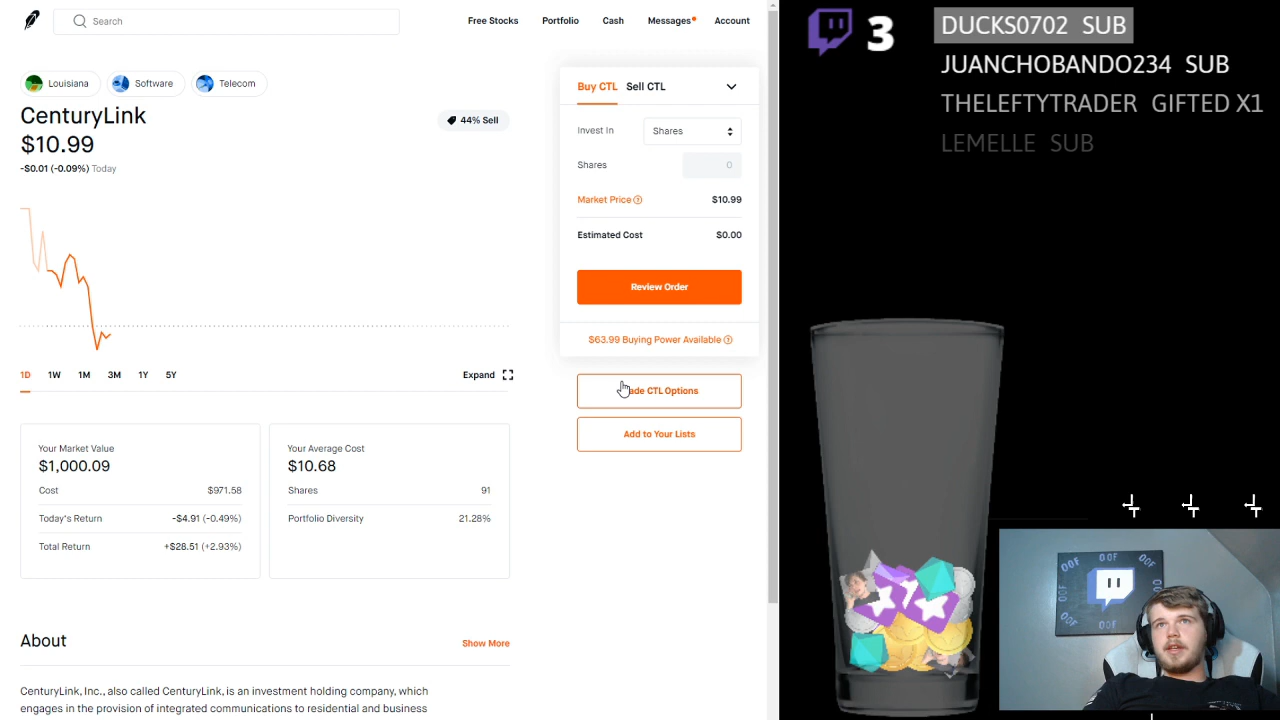 Search
Free Stocks
Portfolio
Cash
Messages
Account
Louisiana
Software
Telecom
CenturyLink
$10.99
-$0.01 (-0.09%) Today
44% Sell
1D
1W
1M
3M
1Y
5Y
Expand
Your Market Value
$1,000.09
Cost
$971.58
Today's Return
-$4.91 (-0.49%)
Total Return
+$28.51 (+2.93%)
Your Average Cost
$10.68
Shares
91
Portfolio Diversity
21.28%
About
Show More
CenturyLink, Inc., also called CenturyLink, is an investment holding company, which
engages in the provision of integrated communications to residential and business
Buy CTL
Sell CTL
Invest In
Shares
Shares
0
Market Price
$10.99
Estimated Cost
$0.00
Review Order
$63.99 Buying Power Available
ade CTL Options
Add to Your Lists
3
DUCKS0702 SUB
JUANCHOBANDO234 SUB
THELEFTYTRADER GIFTED X1
LEMELLE SUB
OOF
OOF
OOF
OOF
OOF
OOF